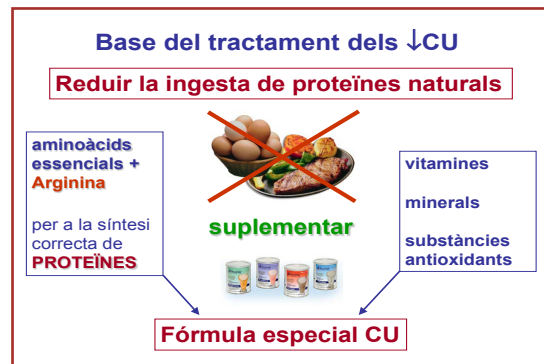 Base del tractament dels ↓CU
Reduir la ingesta de proteïnes naturals
aminoàcids
essencials +
Arginina
per a la síntesi
correcta de
PROTEÏNES
suplementar
vitamines
minerals
substàncies
antioxidants
Fórmula especial CU